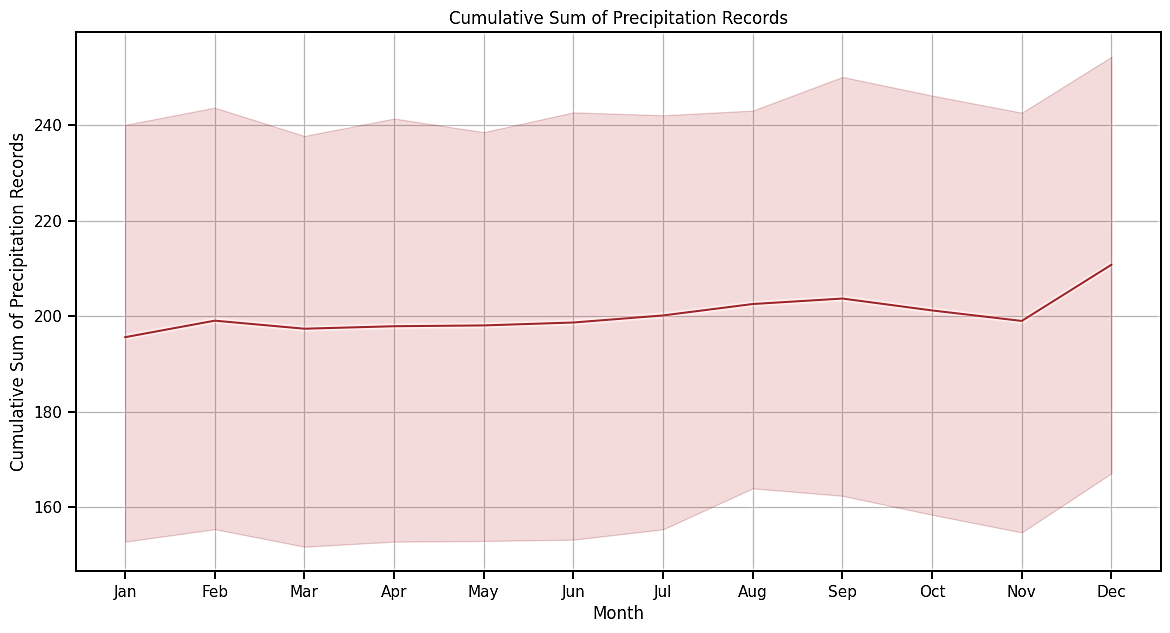 Cumulative Sum of Precipitation Records
Cumulative Sum of Precipitation Records
240
220
200
180
160
Jan Feb Mar Apr May Jun Jul Aug Sep Oct Nov Dec
Month